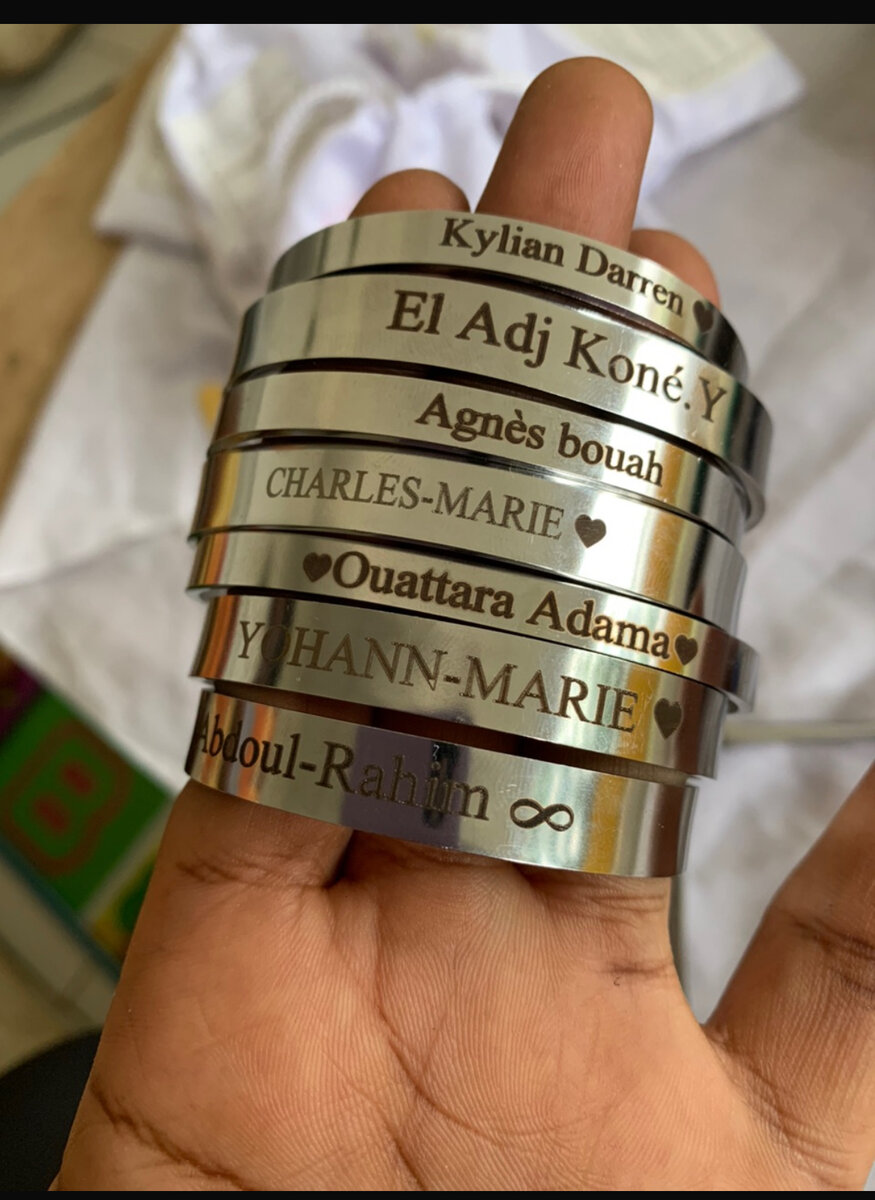 Kylian Darren ♥
El Adj Koné.Y
Agnès bouah
CHARLES-MARIE ♥
♥Ouattara Adama♥
YOHANN-MARIE ♥
Abdoul-Rahim ∞